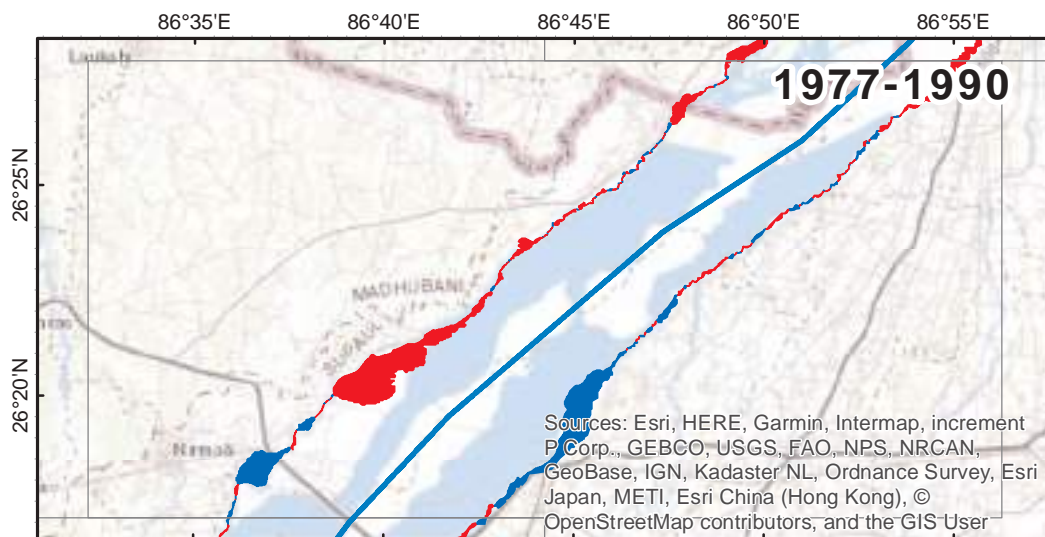 86°35'E 86°40'E 86°45'E 86°50'E 86°55'E
1977-1990
26°25'N
MADHUBANI
SUPAUL
26°20'N
Sources: Esri, HERE, Garmin, Intermap, increment
P Corp., GEBCO, USGS, FAO, NPS, NRCAN,
GeoBase, IGN, Kadaster NL, Ordnance Survey, Esri
Japan, METI, Esri China (Hong Kong), ©
OpenStreetMap contributors, and the GIS User